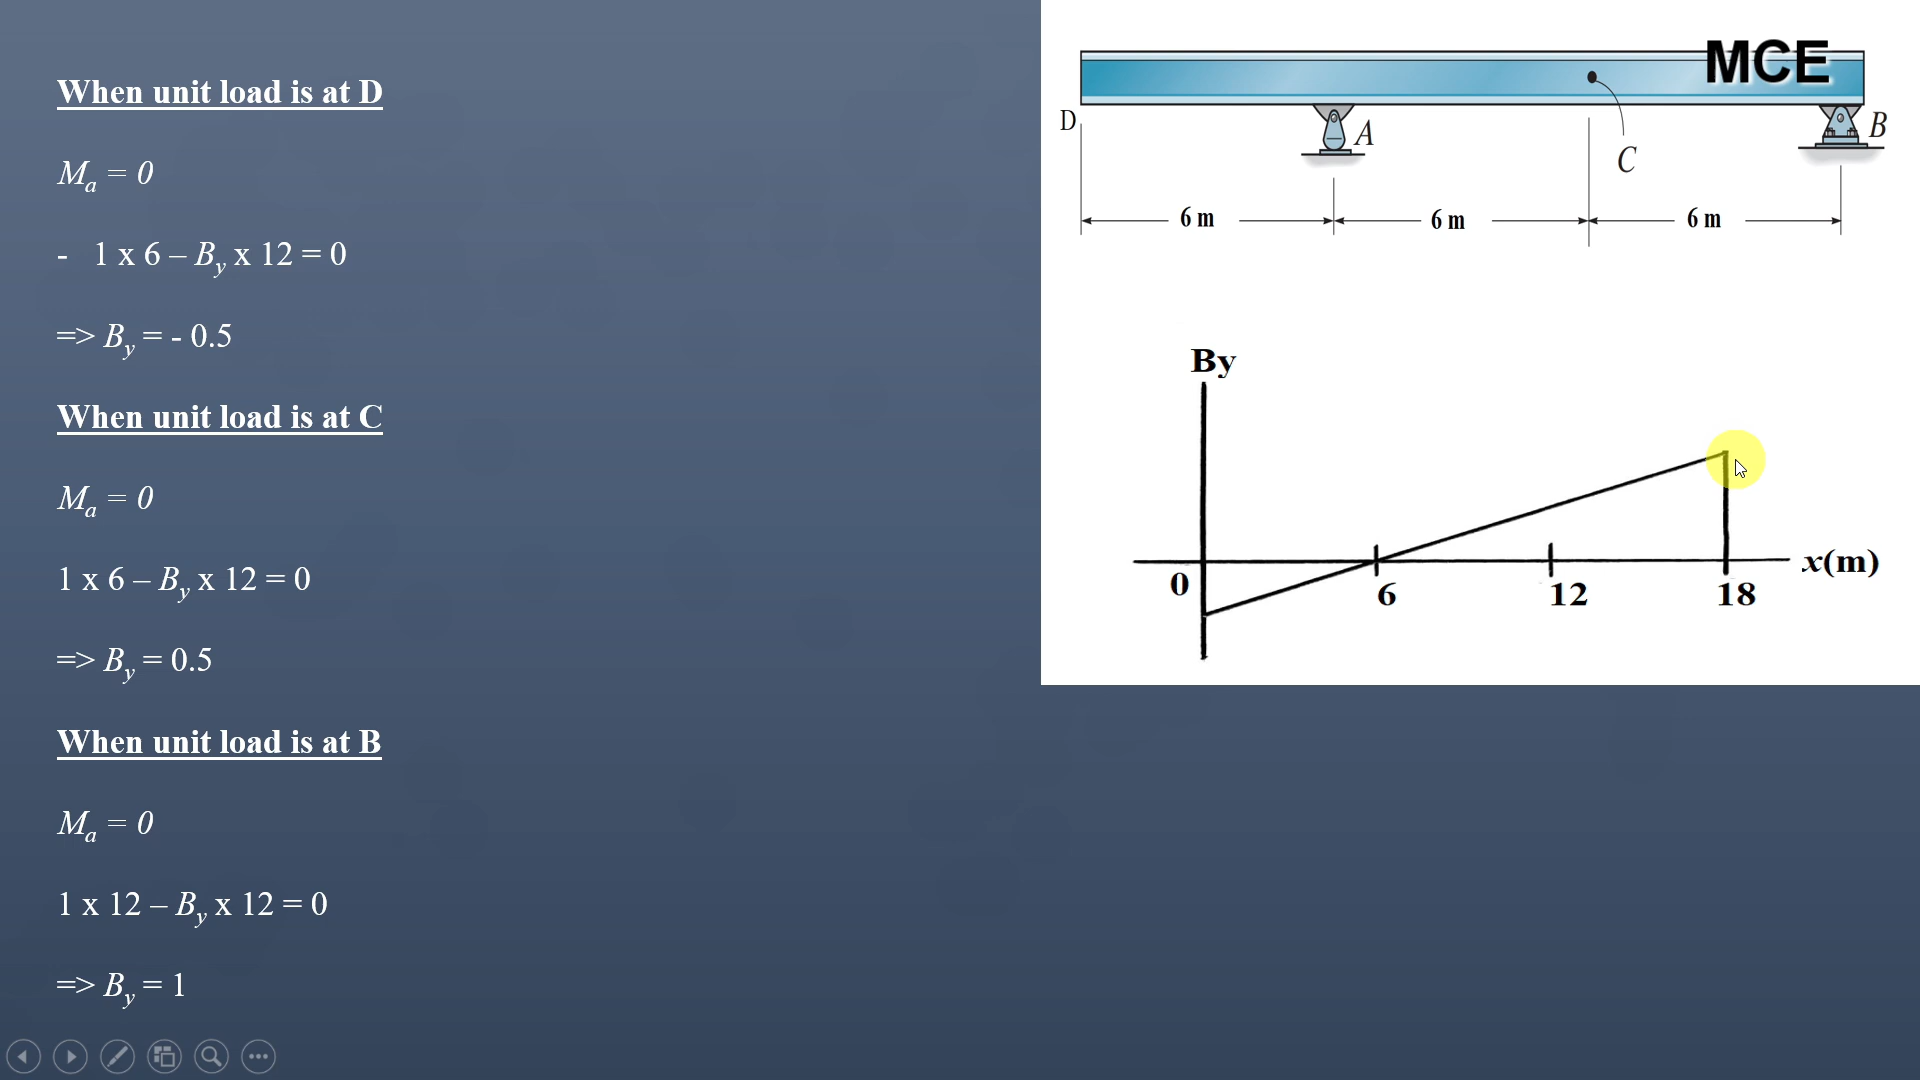 When unit load is at D
Ma = 0
- 1 x 6 – By x 12 = 0
=> By = - 0.5
When unit load is at C
Ma = 0
1 x 6 – By x 12 = 0
=> By = 0.5
When unit load is at B
Ma = 0
1 x 12 – By x 12 = 0
=> By = 1
MCE
D
A
C
B
6 m
6 m
6 m
By
x(m)
0
6
12
18